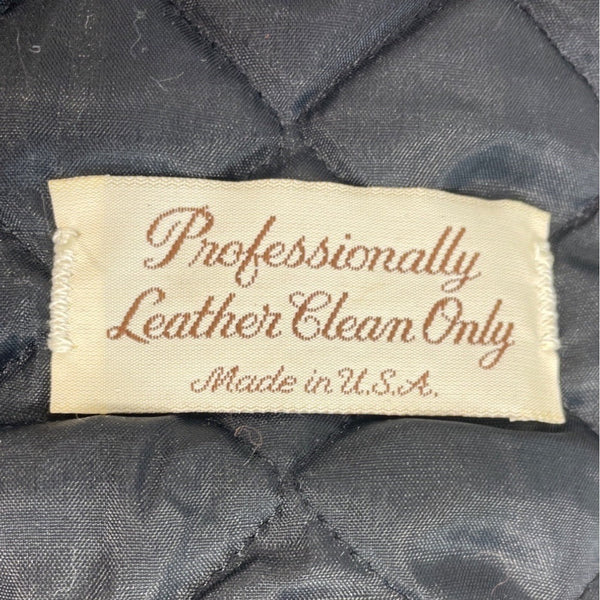 Professionally
Leather Clean Only
Made in U.S.A.